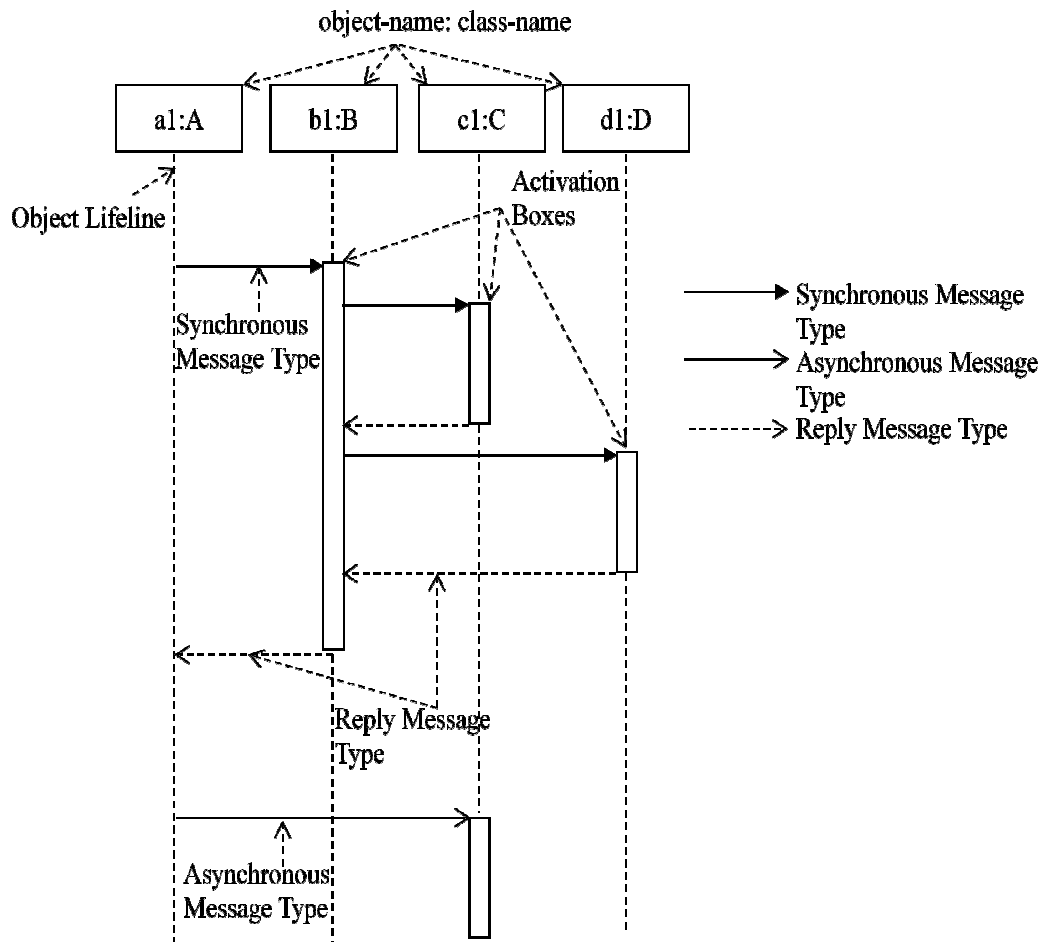 object-name: class-name
a1:A
b1:B
c1:C
d1:D
Activation
Boxes
Object Lifeline
Synchronous
Message Type
Synchronous Message
Type
Asynchronous Message
Type
Reply Message Type
Reply Message
Type
Asynchronous
Message Type